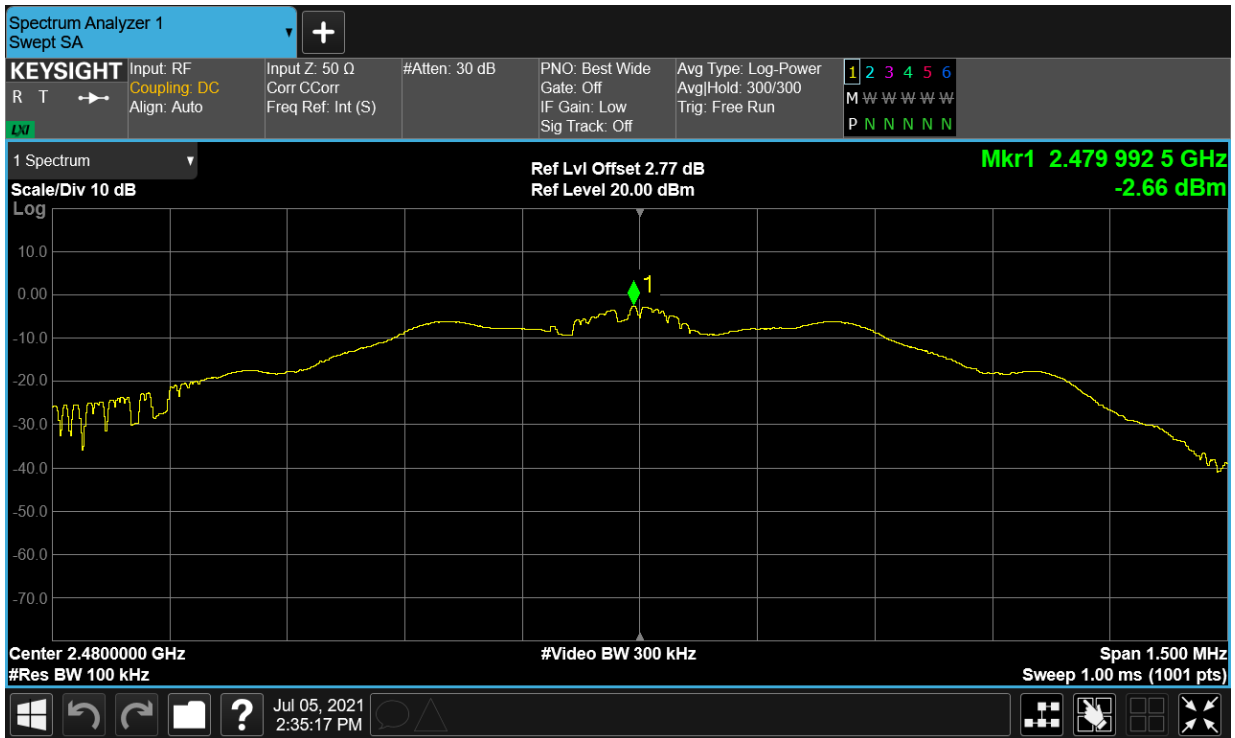 Spectrum Analyzer 1
Swept SA
KEYSIGHT
R T
LXI
Input: RF
Coupling: DC
Align: Auto
Input Z: 50 Ω
Corr CCorr
Freq Ref: Int (S)
#Atten: 30 dB
PNO: Best Wide
Gate: Off
IF Gain: Low
Sig Track: Off
Avg Type: Log-Power
Avg|Hold: 300/300
Trig: Free Run
1 2 3 4 5 6
M W W W W W
P N N N N N
1 Spectrum
Scale/Div 10 dB
Log
Ref Lvl Offset 2.77 dB
Ref Level 20.00 dBm
Mkr1 2.479 992 5 GHz
-2.66 dBm
10.0
0.00
-10.0
-20.0
-30.0
-40.0
-50.0
-60.0
-70.0
1
Center 2.4800000 GHz
#Res BW 100 kHz
#Video BW 300 kHz
Span 1.500 MHz
Sweep 1.00 ms (1001 pts)
?
Jul 05, 2021
2:35:17 PM